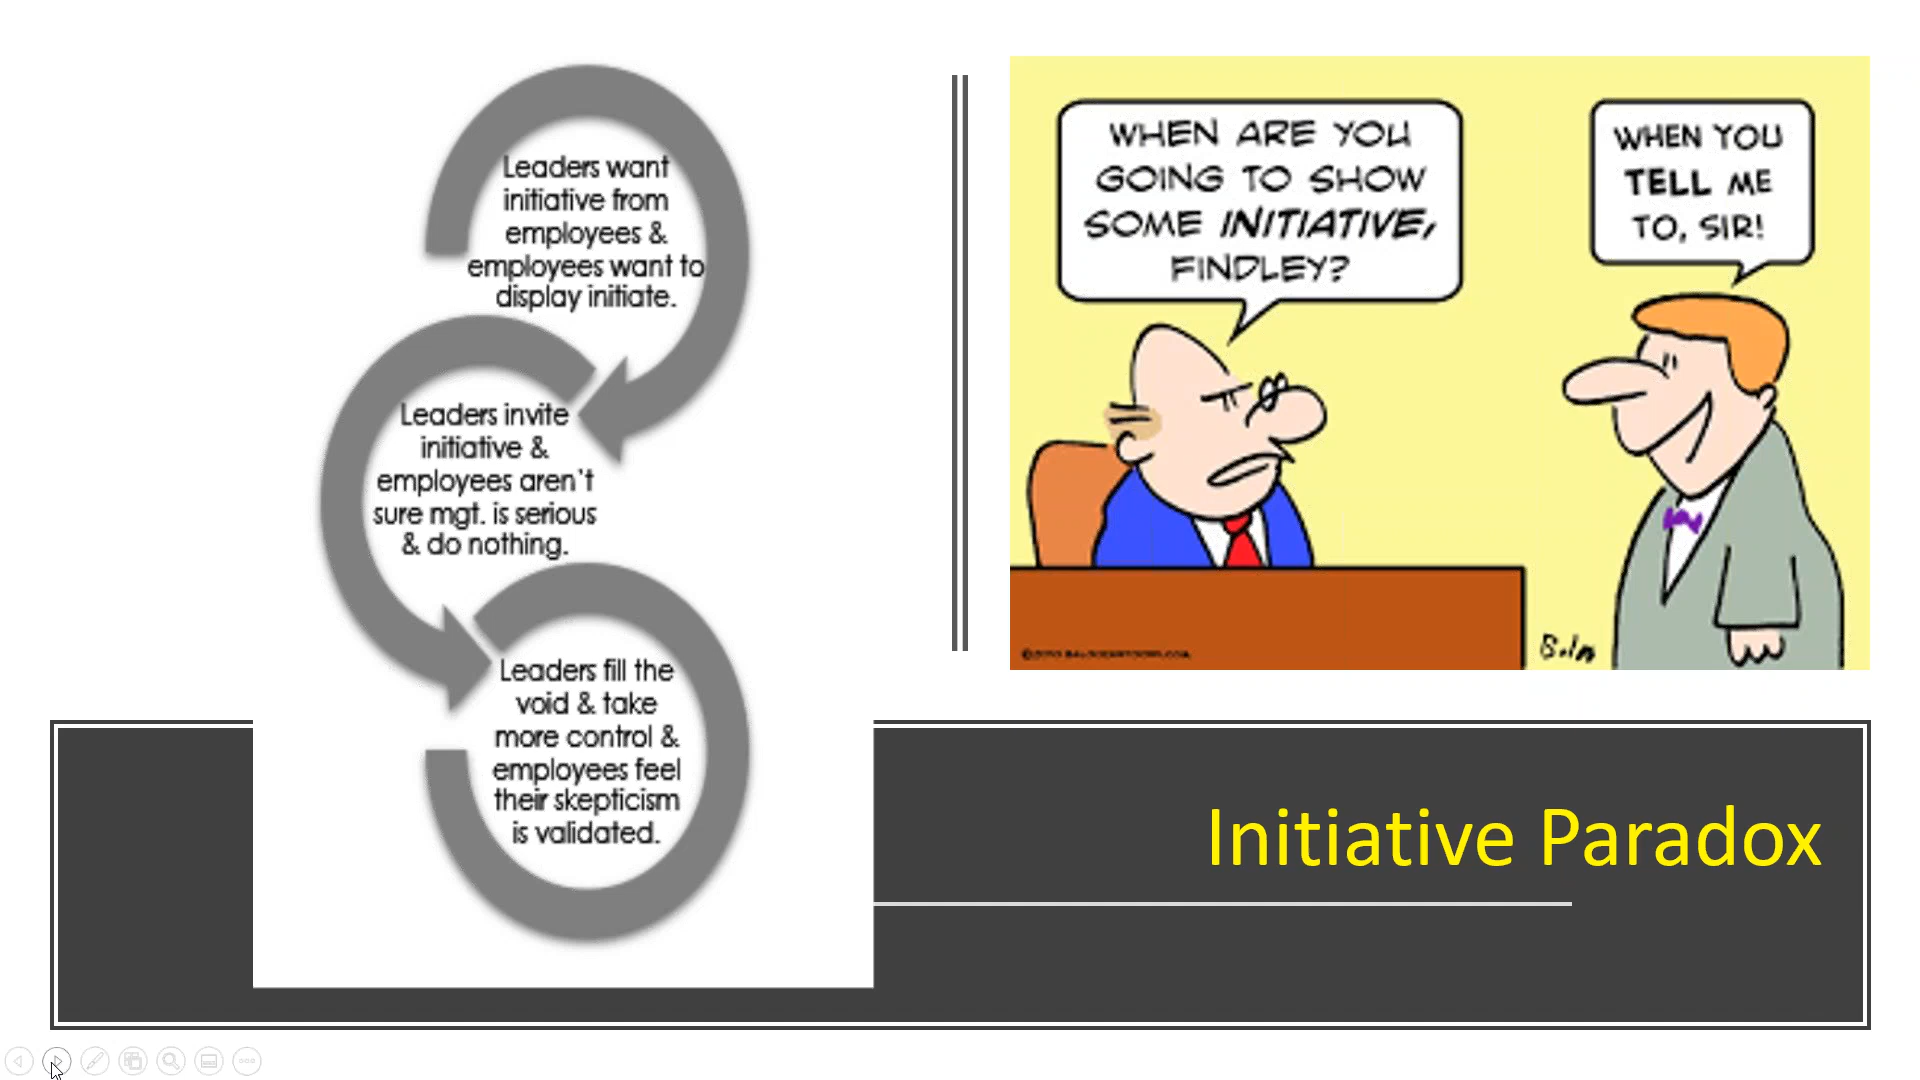 Leaders want
initiative from
employees &
employees want to
display initiate.
Leaders invite
initiative &
employees aren't
sure mgt. is serious
& do nothing.
Leaders fill the
void & take
more control &
employees feel
their skepticism
is validated.
WHEN ARE YOU
GOING TO SHOW
SOME INITIATIVE,
FINDLEY?
WHEN YOU
TELL ME
TO, SIR!
Initiative Paradox